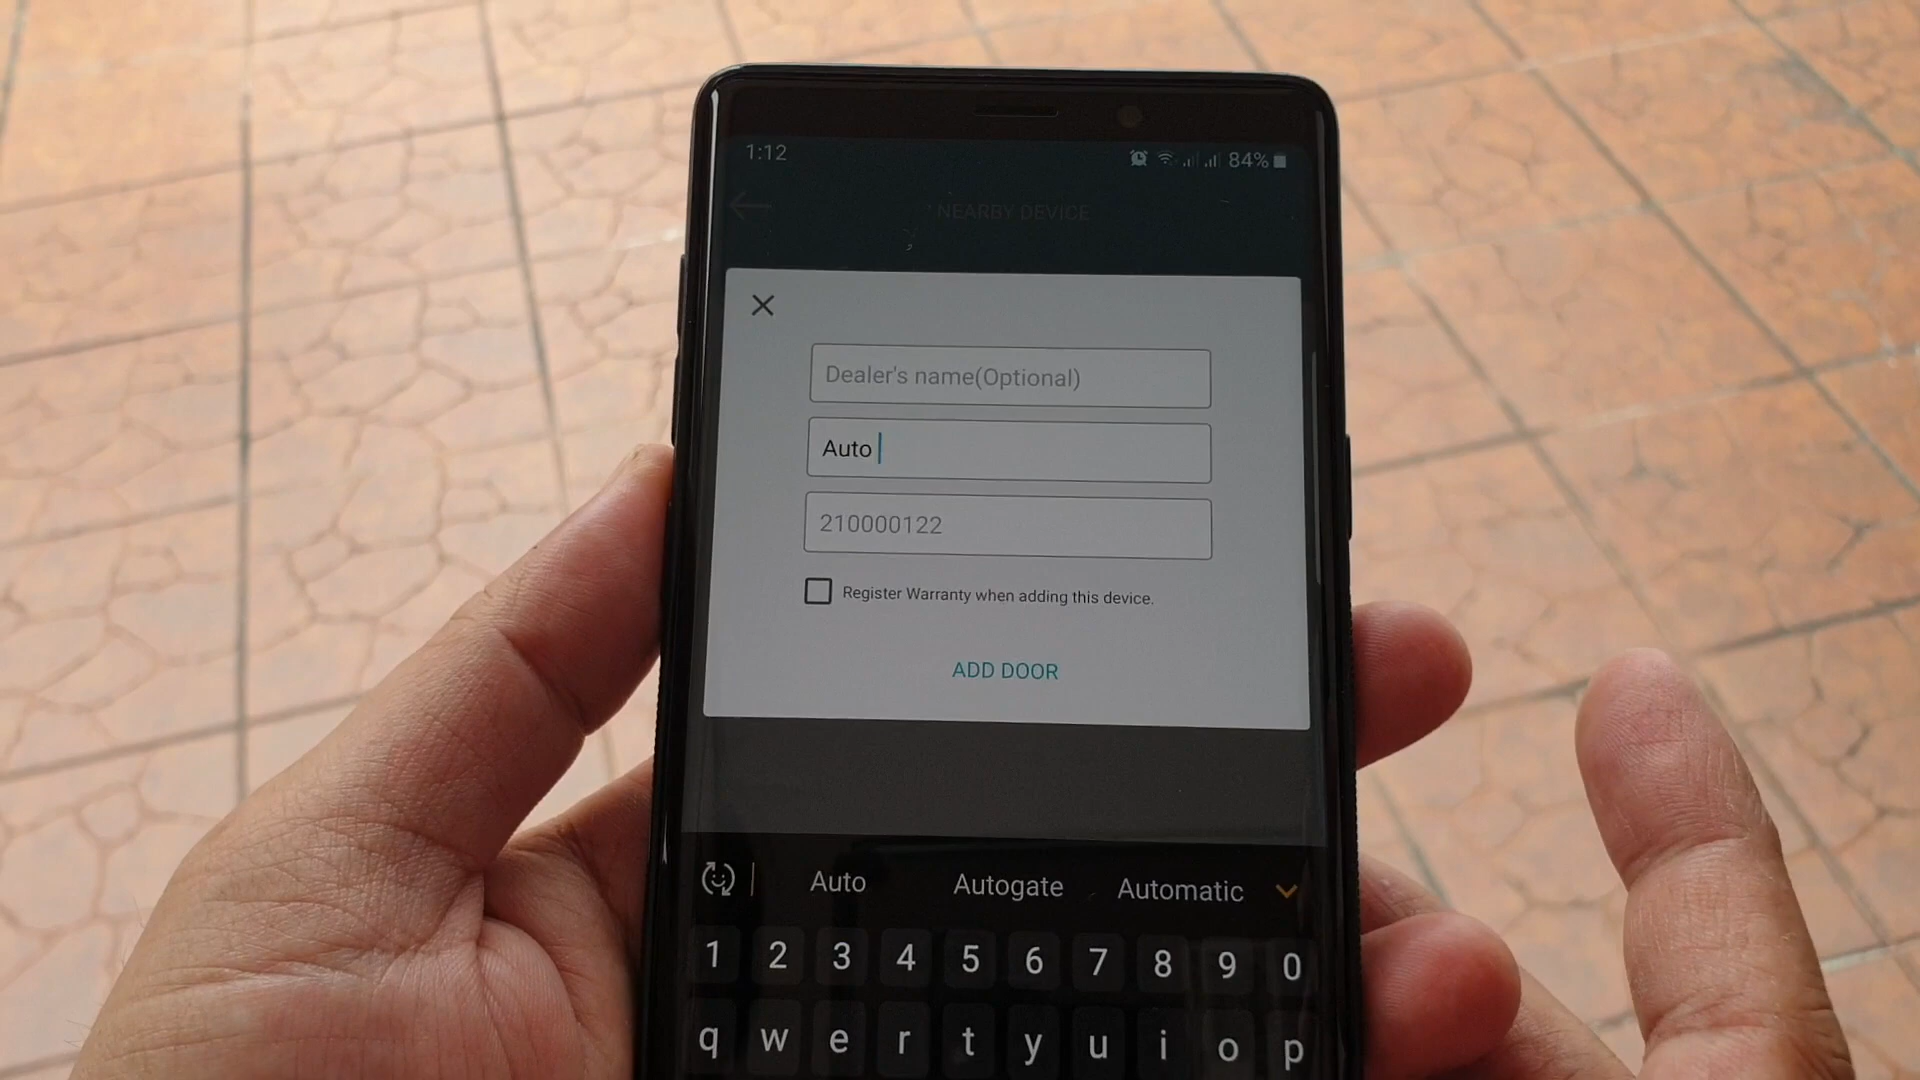 1:12 84%
NEARBY DEVICE
Dealer's name(Optional)
Auto
210000122
Register Warranty when adding this device.
ADD DOOR
Auto Autogate Automatic
1 2 3 4 5 6 7 8 9 0
q w e r t y u i o p